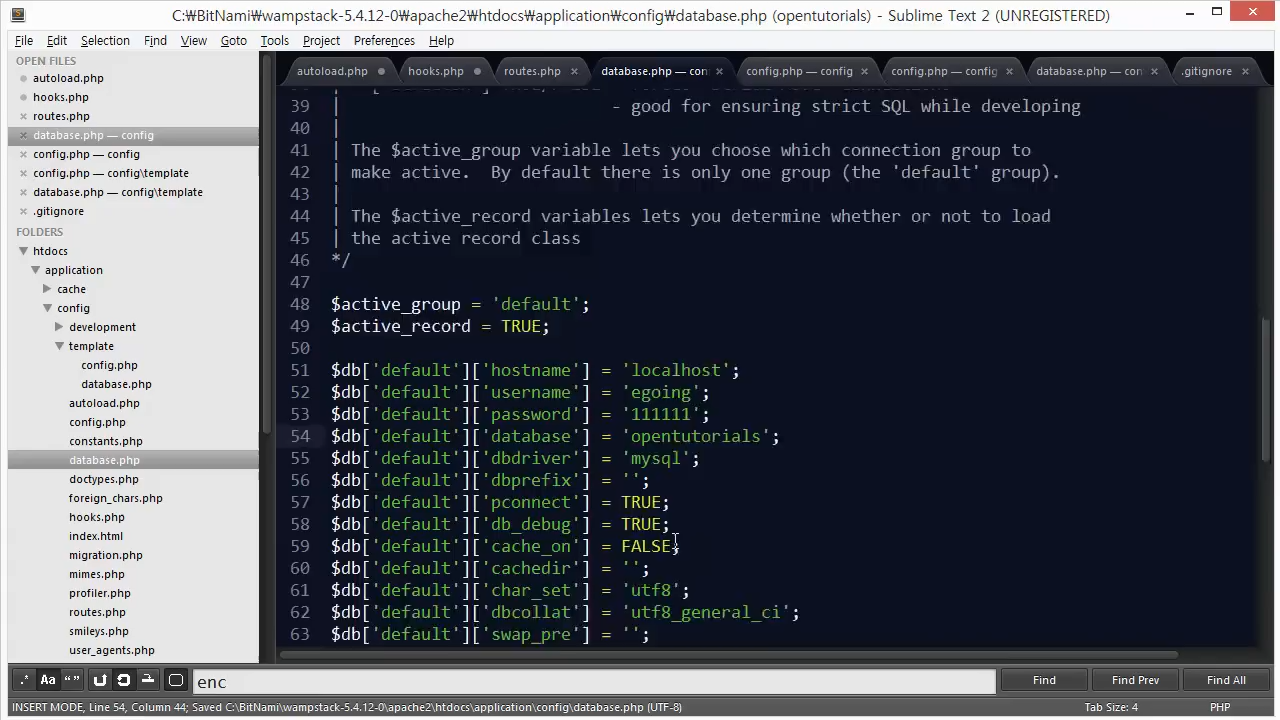 C:₩BitNami₩wampstack-5.4.12-0₩apache2₩htdocs₩application₩config₩database.php (opentutorials) - Sublime Text 2 (UNREGISTERED)
File Edit Selection Find View Goto Tools Project Preferences Help
OPEN FILES
autoload.php
hooks.php
routes.php
database.php — config
config.php — config
config.php — config\template
database.php — config\template
.gitignore
FOLDERS
htdocs
application
cache
config
development
template
config.php
database.php
autoload.php
config.php
constants.php
database.php
doctypes.php
foreign_chars.php
hooks.php
index.html
migration.php
mimes.php
profiler.php
routes.php
smileys.php
user_agents.php
autoload.php hooks.php routes.php database.php — con config.php — config config.php — config database.php — con .gitignore
39 | - good for ensuring strict SQL while developing
40 |
41 | The $active_group variable lets you choose which connection group to
42 | make active.  By default there is only one group (the 'default' group).
43 |
44 | The $active_record variables lets you determine whether or not to load
45 | the active record class
46 */
47
48 $active_group = 'default';
49 $active_record = TRUE;
50
51 $db['default']['hostname'] = 'localhost';
52 $db['default']['username'] = 'egoing';
53 $db['default']['password'] = '111111';
54 $db['default']['database'] = 'opentutorials';
55 $db['default']['dbdriver'] = 'mysql';
56 $db['default']['dbprefix'] = '';
57 $db['default']['pconnect'] = TRUE;
58 $db['default']['db_debug'] = TRUE;
59 $db['default']['cache_on'] = FALSE;
60 $db['default']['cachedir'] = '';
61 $db['default']['char_set'] = 'utf8';
62 $db['default']['dbcollat'] = 'utf8_general_ci';
63 $db['default']['swap_pre'] = '';
.* Aa “” enc Find Find Prev Find All
INSERT MODE, Line 54, Column 44; Saved C:₩BitNami₩wampstack-5.4.12-0₩apache2₩htdocs₩application₩config₩database.php (UTF-8) Tab Size: 4 PHP